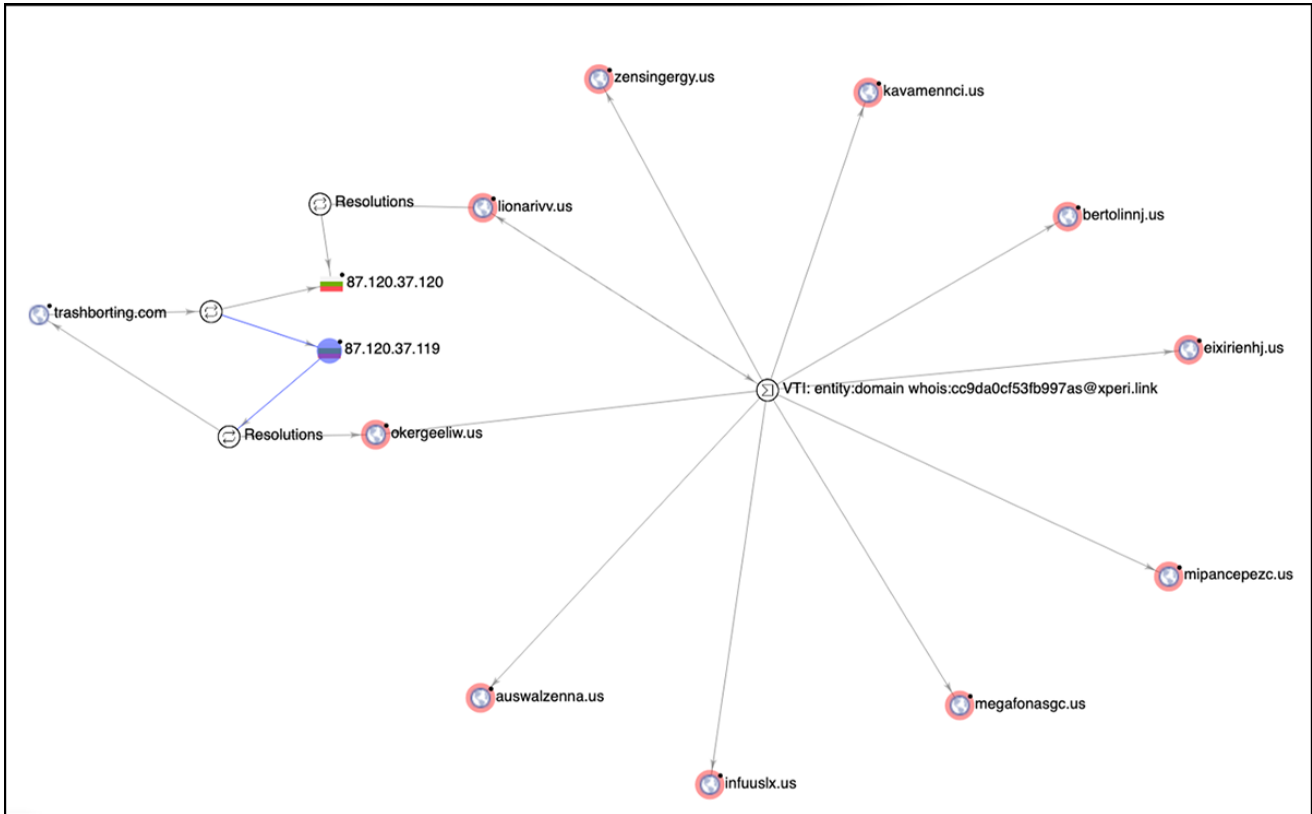 zensingergy.us
kavamennci.us
Resolutions
lionarivv.us
bertolinnj.us
87.120.37.120
trashborting.com
87.120.37.119
eixirienhj.us
VTI: entity:domain whois:cc9da0cf53fb997as@xperi.link
Resolutions
okergeeliw.us
mipancepezc.us
auswalzenna.us
megafonasgc.us
infuuslx.us